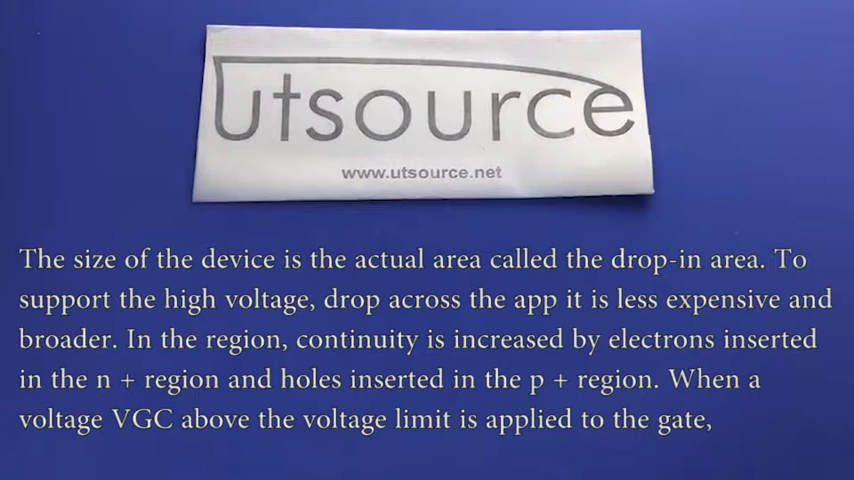 utsource
www.utsource.net
The size of the device is the actual area called the drop-in area. To
support the high voltage, drop across the app it is less expensive and
broader. In the region, continuity is increased by electrons inserted
in the n + region and holes inserted in the p + region. When a
voltage VGC above the voltage limit is applied to the gate,